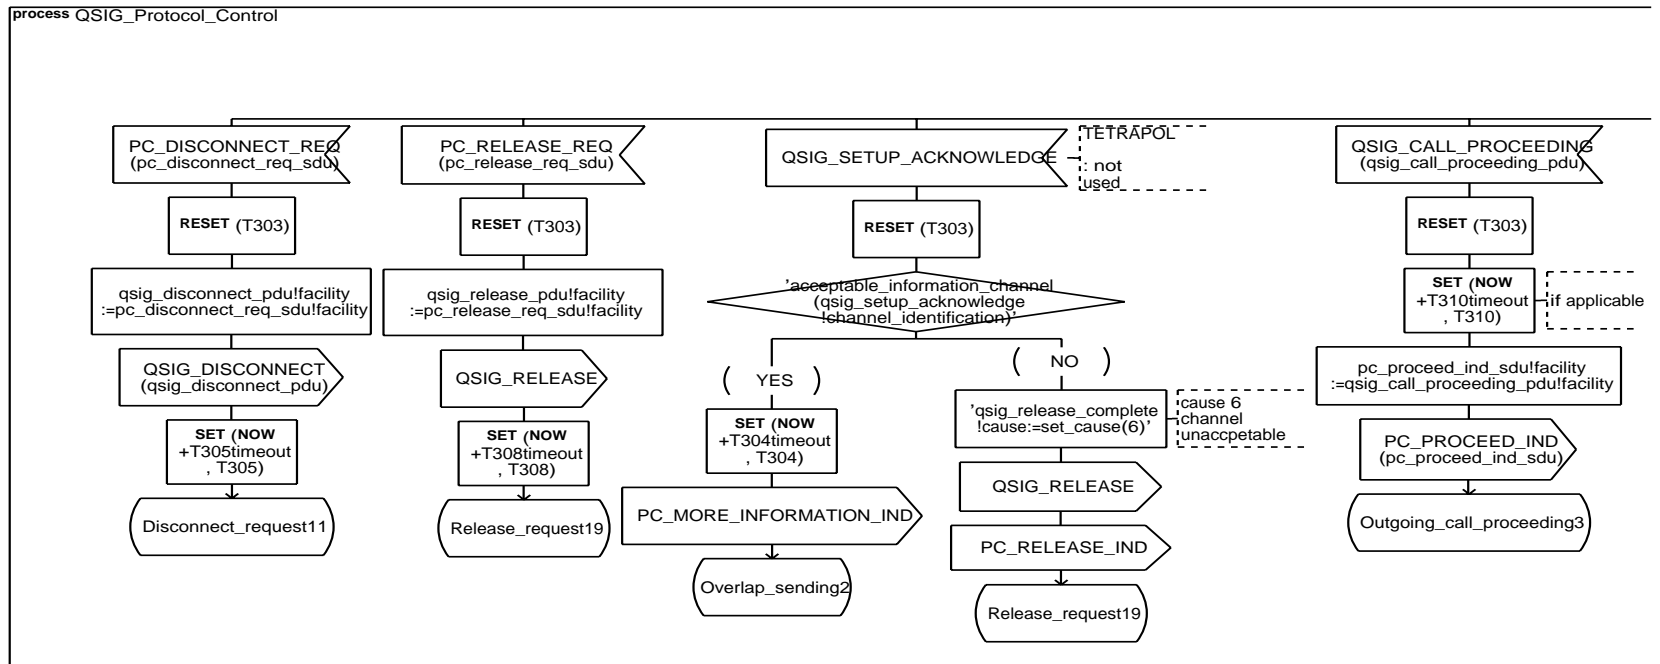 process QSIG_Protocol_Control
PC_DISCONNECT_REQ
(pc_disconnect_req_sdu)
RESET (T303)
qsig_disconnect_pdu!facility
:=pc_disconnect_req_sdu!facility
QSIG_DISCONNECT
(qsig_disconnect_pdu)
SET (NOW
+T305timeout
, T305)
Disconnect_request11
PC_RELEASE_REQ
(pc_release_req_sdu)
RESET (T303)
qsig_release_pdu!facility
:=pc_release_req_sdu!facility
QSIG_RELEASE
SET (NOW
+T308timeout
, T308)
Release_request19
QSIG_SETUP_ACKNOWLEDGE
TETRAPOL
: not
used
RESET (T303)
'acceptable_information_channel
(qsig_setup_acknowledge
!channel_identification)'
( YES )
SET (NOW
+T304timeout
, T304)
PC_MORE_INFORMATION_IND
Overlap_sending2
( NO )
'qsig_release_complete
!cause:=set_cause(6)'
cause 6
channel
unaccpetable
QSIG_RELEASE
PC_RELEASE_IND
Release_request19
QSIG_CALL_PROCEEDING
(qsig_call_proceeding_pdu)
RESET (T303)
SET (NOW
+T310timeout
, T310)
if applicable
pc_proceed_ind_sdu!facility
:=qsig_call_proceeding_pdu!facility
PC_PROCEED_IND
(pc_proceed_ind_sdu)
Outgoing_call_proceeding3